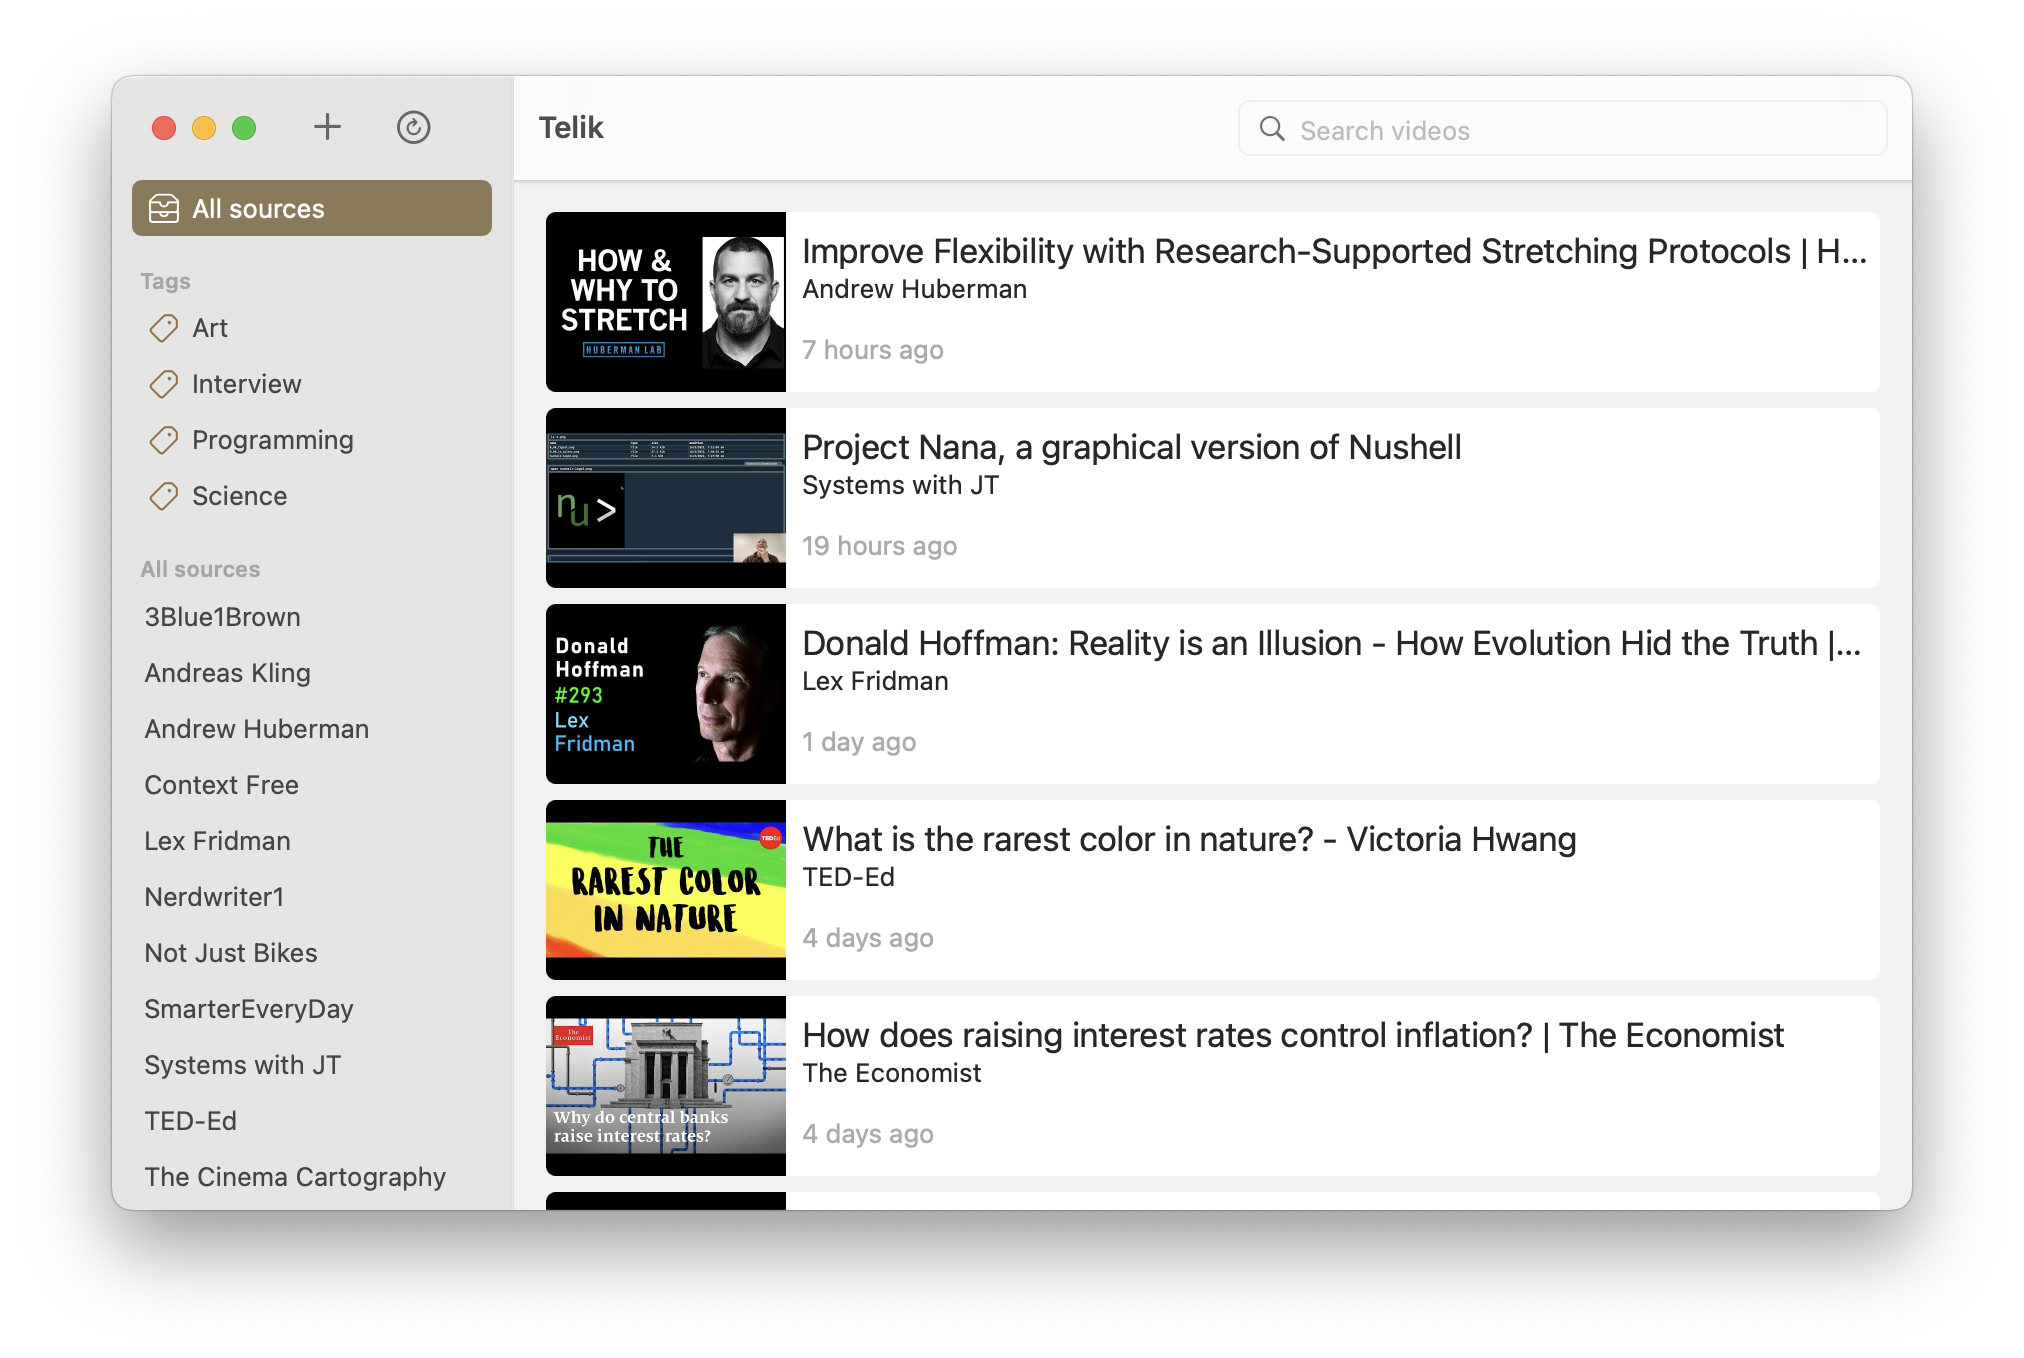 Telik
Search videos
All sources
Tags
Art
Interview
Programming
Science
All sources
3Blue1Brown
Andreas Kling
Andrew Huberman
Context Free
Lex Fridman
Nerdwriter1
Not Just Bikes
SmarterEveryDay
Systems with JT
TED-Ed
The Cinema Cartography
HOW &
WHY TO
STRETCH
HUBERMAN LAB
Improve Flexibility with Research-Supported Stretching Protocols | H...
Andrew Huberman
7 hours ago
nu>
Project Nana, a graphical version of Nushell
Systems with JT
19 hours ago
Donald
Hoffman
#293
Lex
Fridman
Donald Hoffman: Reality is an Illusion - How Evolution Hid the Truth |...
Lex Fridman
1 day ago
THE
RAREST COLOR
IN NATURE
TED-Ed
What is the rarest color in nature? - Victoria Hwang
TED-Ed
4 days ago
The
Economist
Why do central banks
raise interest rates?
How does raising interest rates control inflation? | The Economist
The Economist
4 days ago